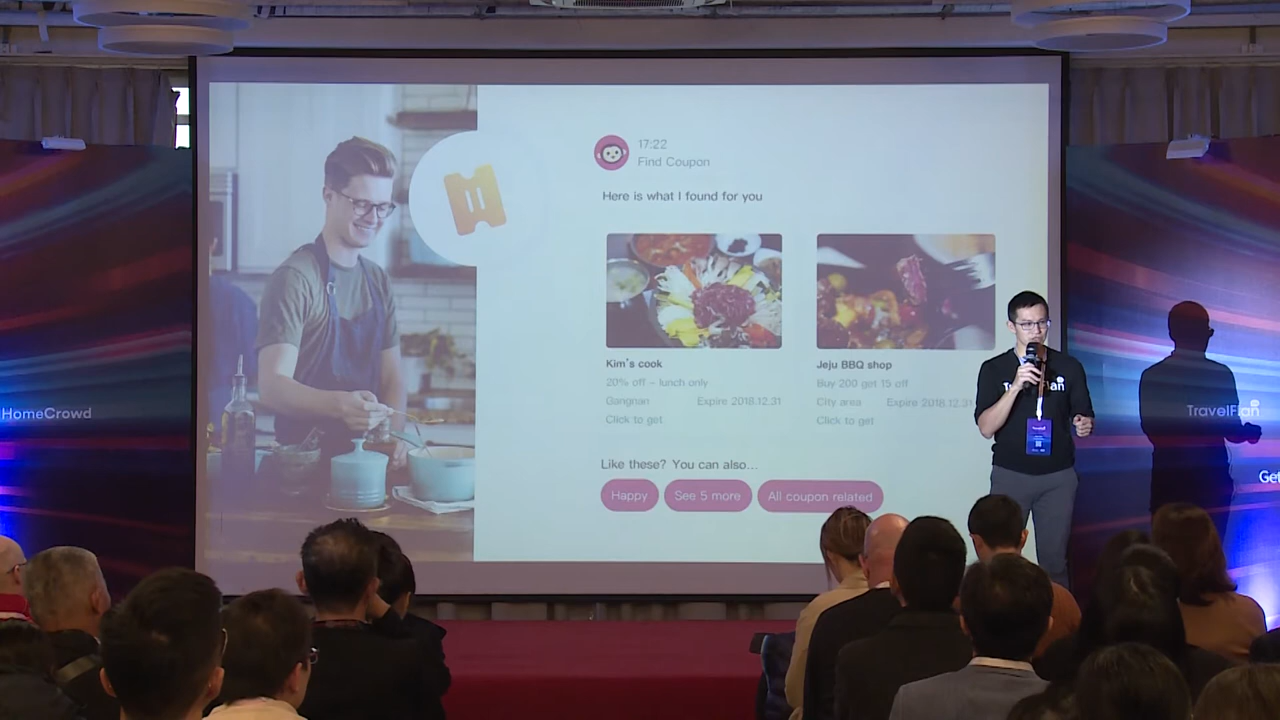 17:22
Find Coupon
Here is what I found for you
Kim's cook
20% off – lunch only
Gangnan
Expire 2018.12.31
Click to get
Jeju BBQ shop
Buy 200 get 15 off
City area
Expire 2018.12.31
Click to get
Like these? You can also...
Happy
See 5 more
All coupon related
HomeCrowd
TravelFlan
Get